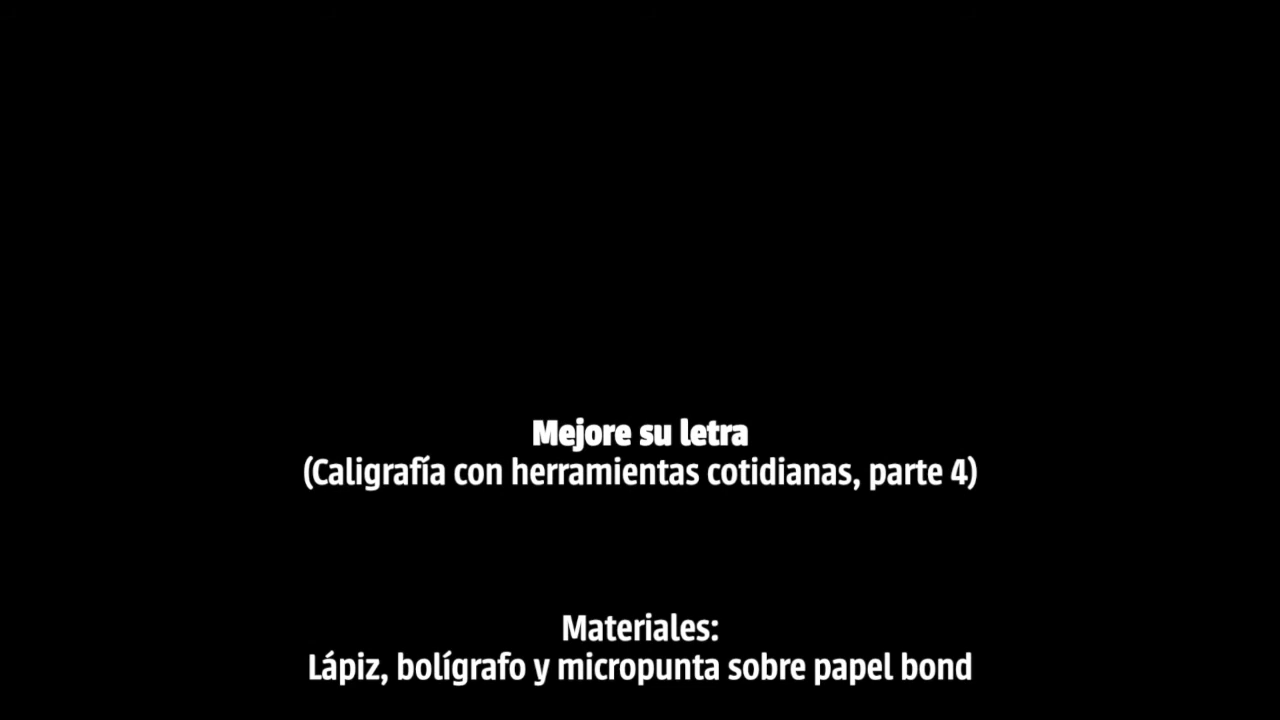 Mejore su letra
(Caligrafía con herramientas cotidianas, parte 4)
Materiales:
Lápiz, bolígrafo y micropunta sobre papel bond